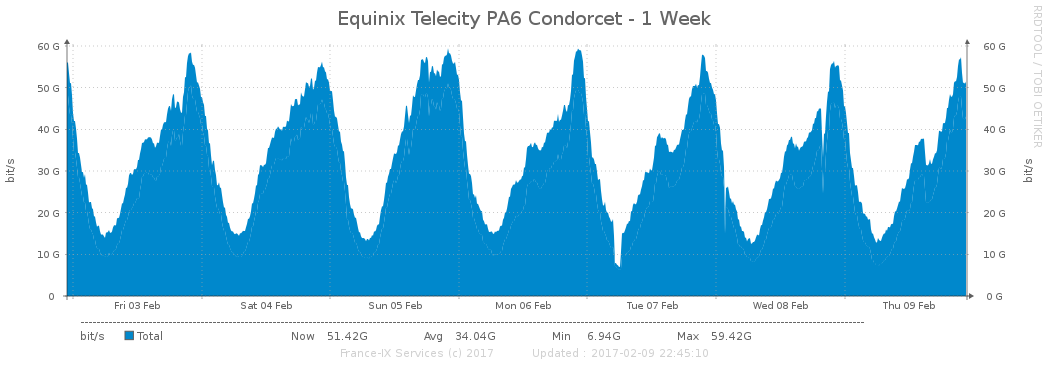 Equinix Telecity PA6 Condorcet - 1 Week
RRDTOOL / TOBI OETIKER
bit/s
60 G
50 G
40 G
30 G
20 G
10 G
0
60 G
50 G
40 G
30 G
20 G
10 G
0 G
bit/s
Fri 03 Feb Sat 04 Feb Sun 05 Feb Mon 06 Feb Tue 07 Feb Wed 08 Feb Thu 09 Feb
bit/s Total Now 51.42G Avg 34.04G Min 6.94G Max 59.42G
France-IX Services (c) 2017 Updated : 2017-02-09 22:45:10